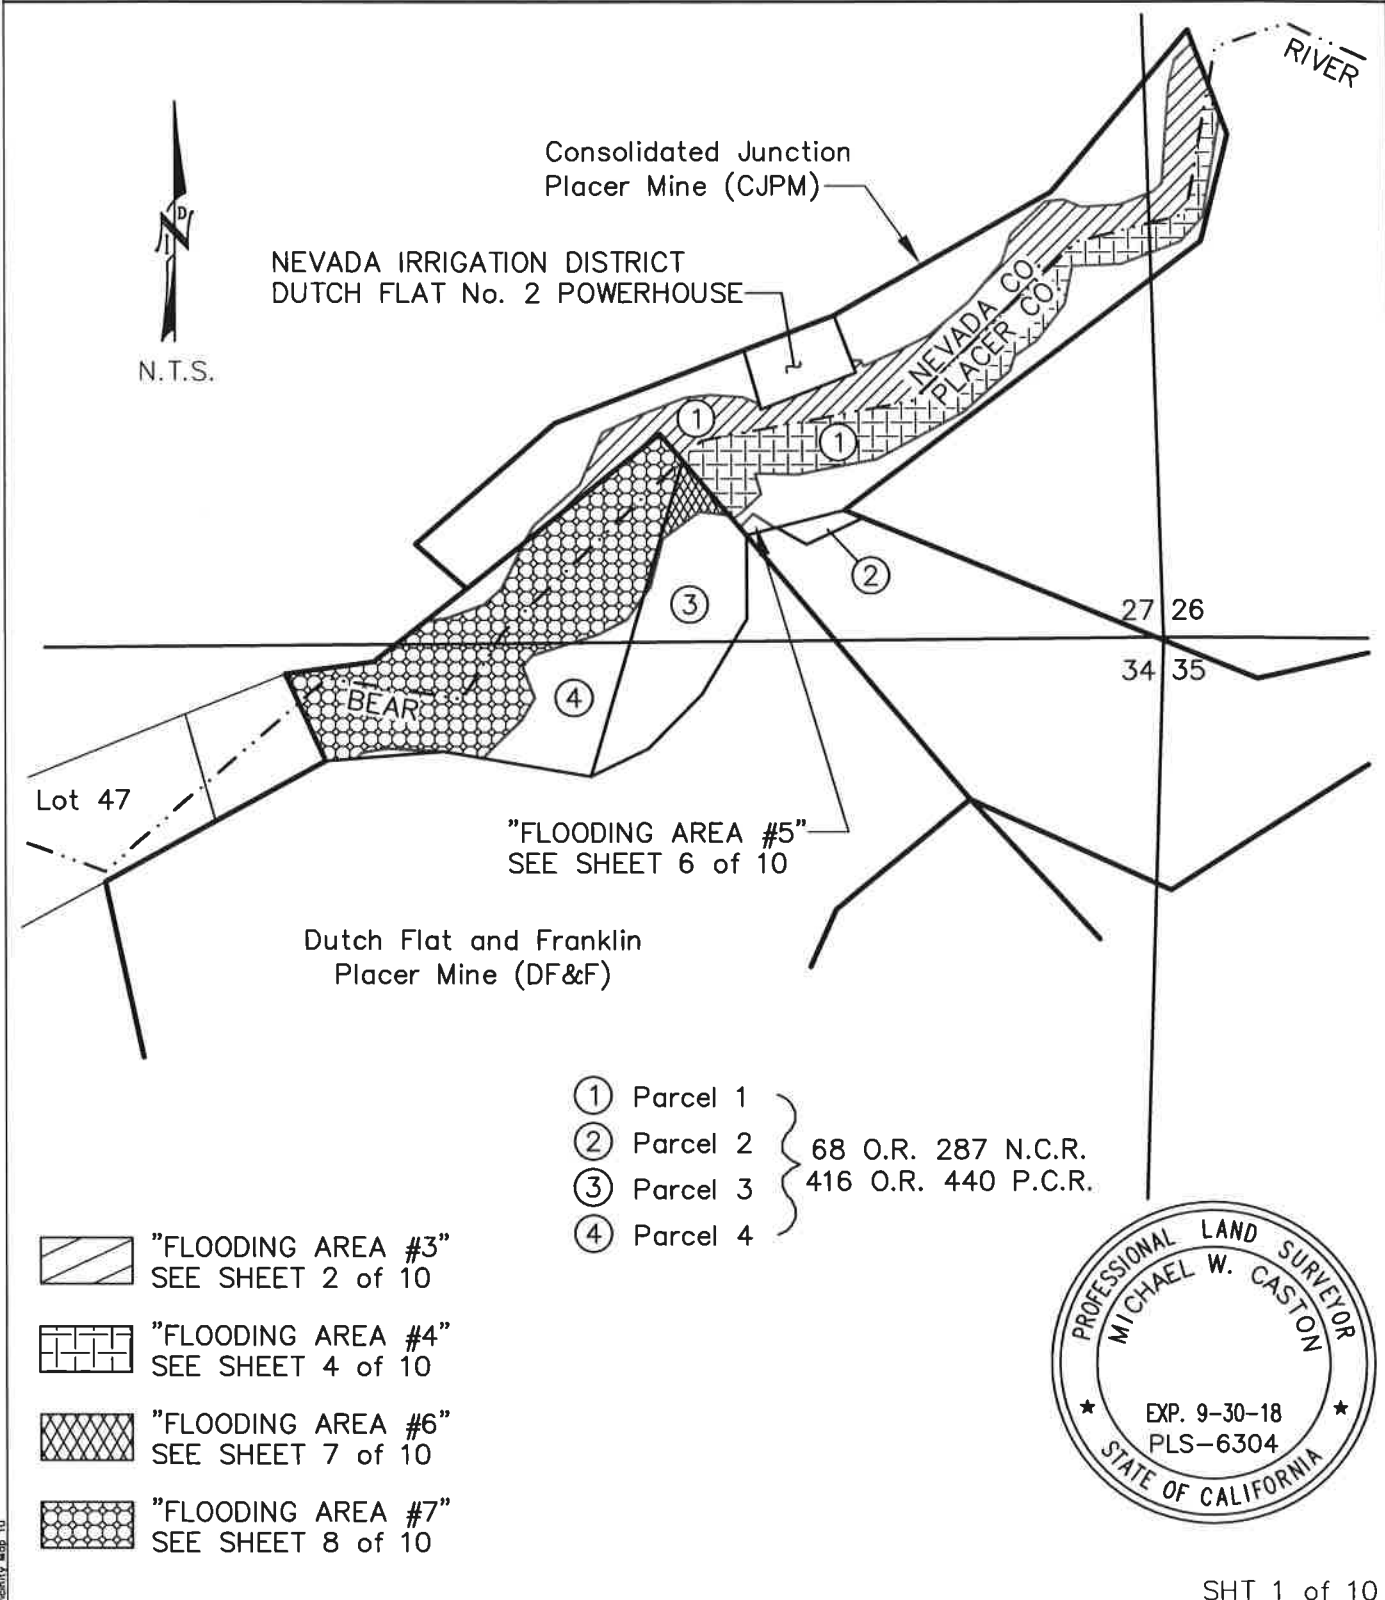 RIVER
Consolidated Junction
Placer Mine (CJPM)
NID
N.T.S.
NEVADA IRRIGATION DISTRICT
DUTCH FLAT No. 2 POWERHOUSE
NEVADA CO.
PLACER CO.
1
1
2
3
4
27 26
34 35
BEAR
Lot 47
"FLOODING AREA #5"
SEE SHEET 6 of 10
Dutch Flat and Franklin
Placer Mine (DF&F)
1 Parcel 1
2 Parcel 2
3 Parcel 3
4 Parcel 4
68 O.R. 287 N.C.R.
416 O.R. 440 P.C.R.
"FLOODING AREA #3"
SEE SHEET 2 of 10
"FLOODING AREA #4"
SEE SHEET 4 of 10
"FLOODING AREA #6"
SEE SHEET 7 of 10
"FLOODING AREA #7"
SEE SHEET 8 of 10
PROFESSIONAL LAND SURVEYOR
MICHAEL W. CASTON
EXP. 9-30-18
PLS-6304
STATE OF CALIFORNIA
SHT 1 of 10